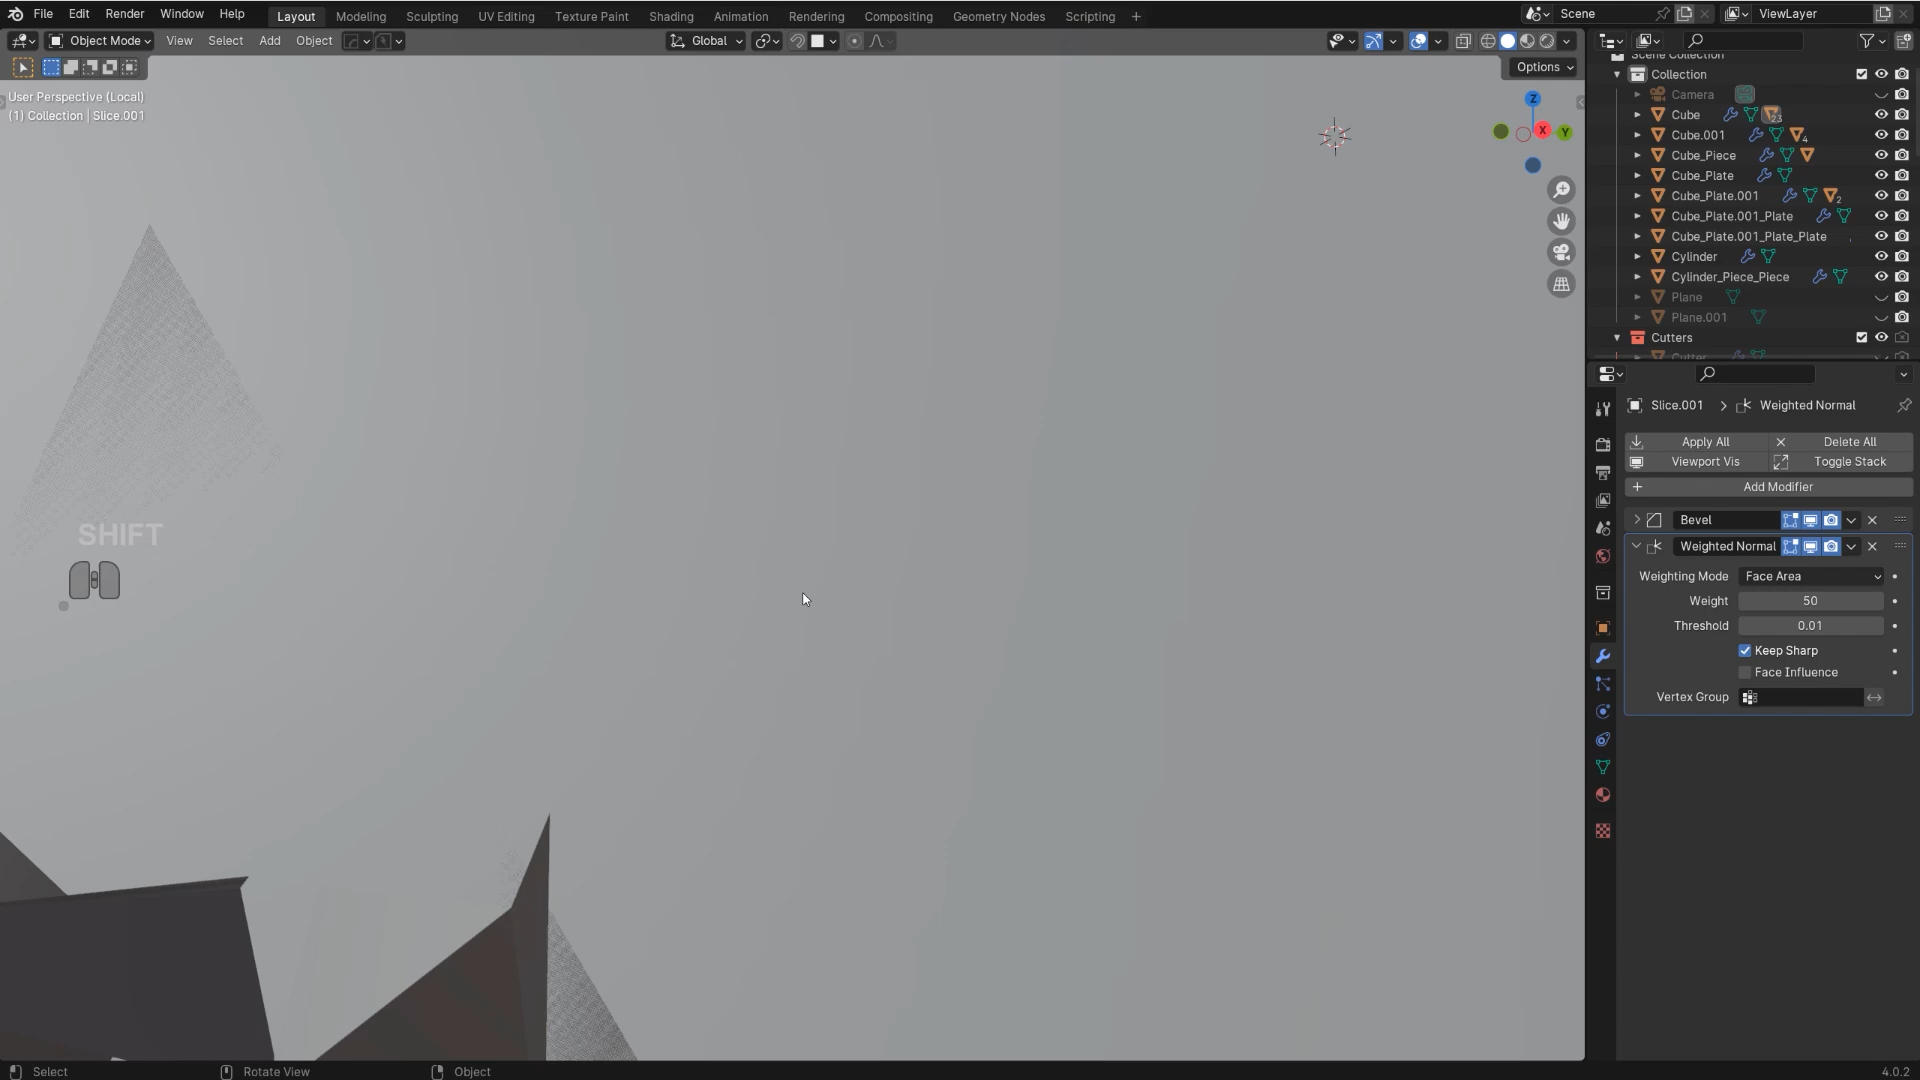 File Edit Render Window Help Layout Modeling Sculpting UV Editing Texture Paint Shading Animation Rendering Compositing Geometry Nodes Scripting + Scene ViewLayer
Object Mode View Select Add Object Global
Options
User Perspective (Local)
(1) Collection | Slice.001
Z
X
Y
SHIFT
Scene Collection
Collection
Camera
Cube 23
Cube.001 4
Cube_Piece
Cube_Plate
Cube_Plate.001 2
Cube_Plate.001_Plate
Cube_Plate.001_Plate_Plate
Cylinder
Cylinder_Piece_Piece
Plane
Plane.001
Cutters
Cutter
Slice.001 > Weighted Normal
Apply All Delete All
Viewport Vis Toggle Stack
+ Add Modifier
Bevel
Weighted Normal
Weighting Mode Face Area
Weight 50
Threshold 0.01
Keep Sharp
Face Influence
Vertex Group
Select Rotate View Object 4.0.2